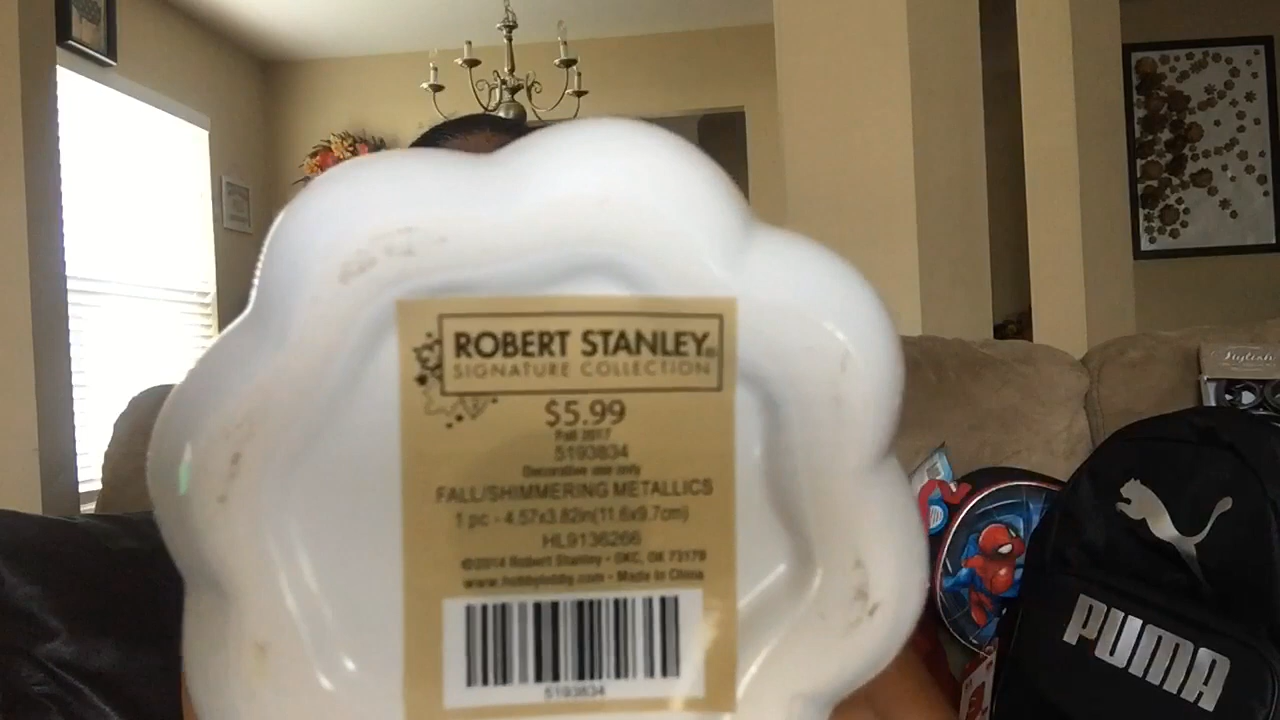 ROBERT STANLEY®
SIGNATURE COLLECTION
$5.99
Fall 2017
5193834
Decorative use only
FALL/SHIMMERING METALLICS
1 pc - 4.57x3.82in(11.6x9.7cm)
HL9136266
©2014 Robert Stanley • OKC, OK 73179
www.hobbylobby.com • Made in China
5193834
Stylish
PUMA